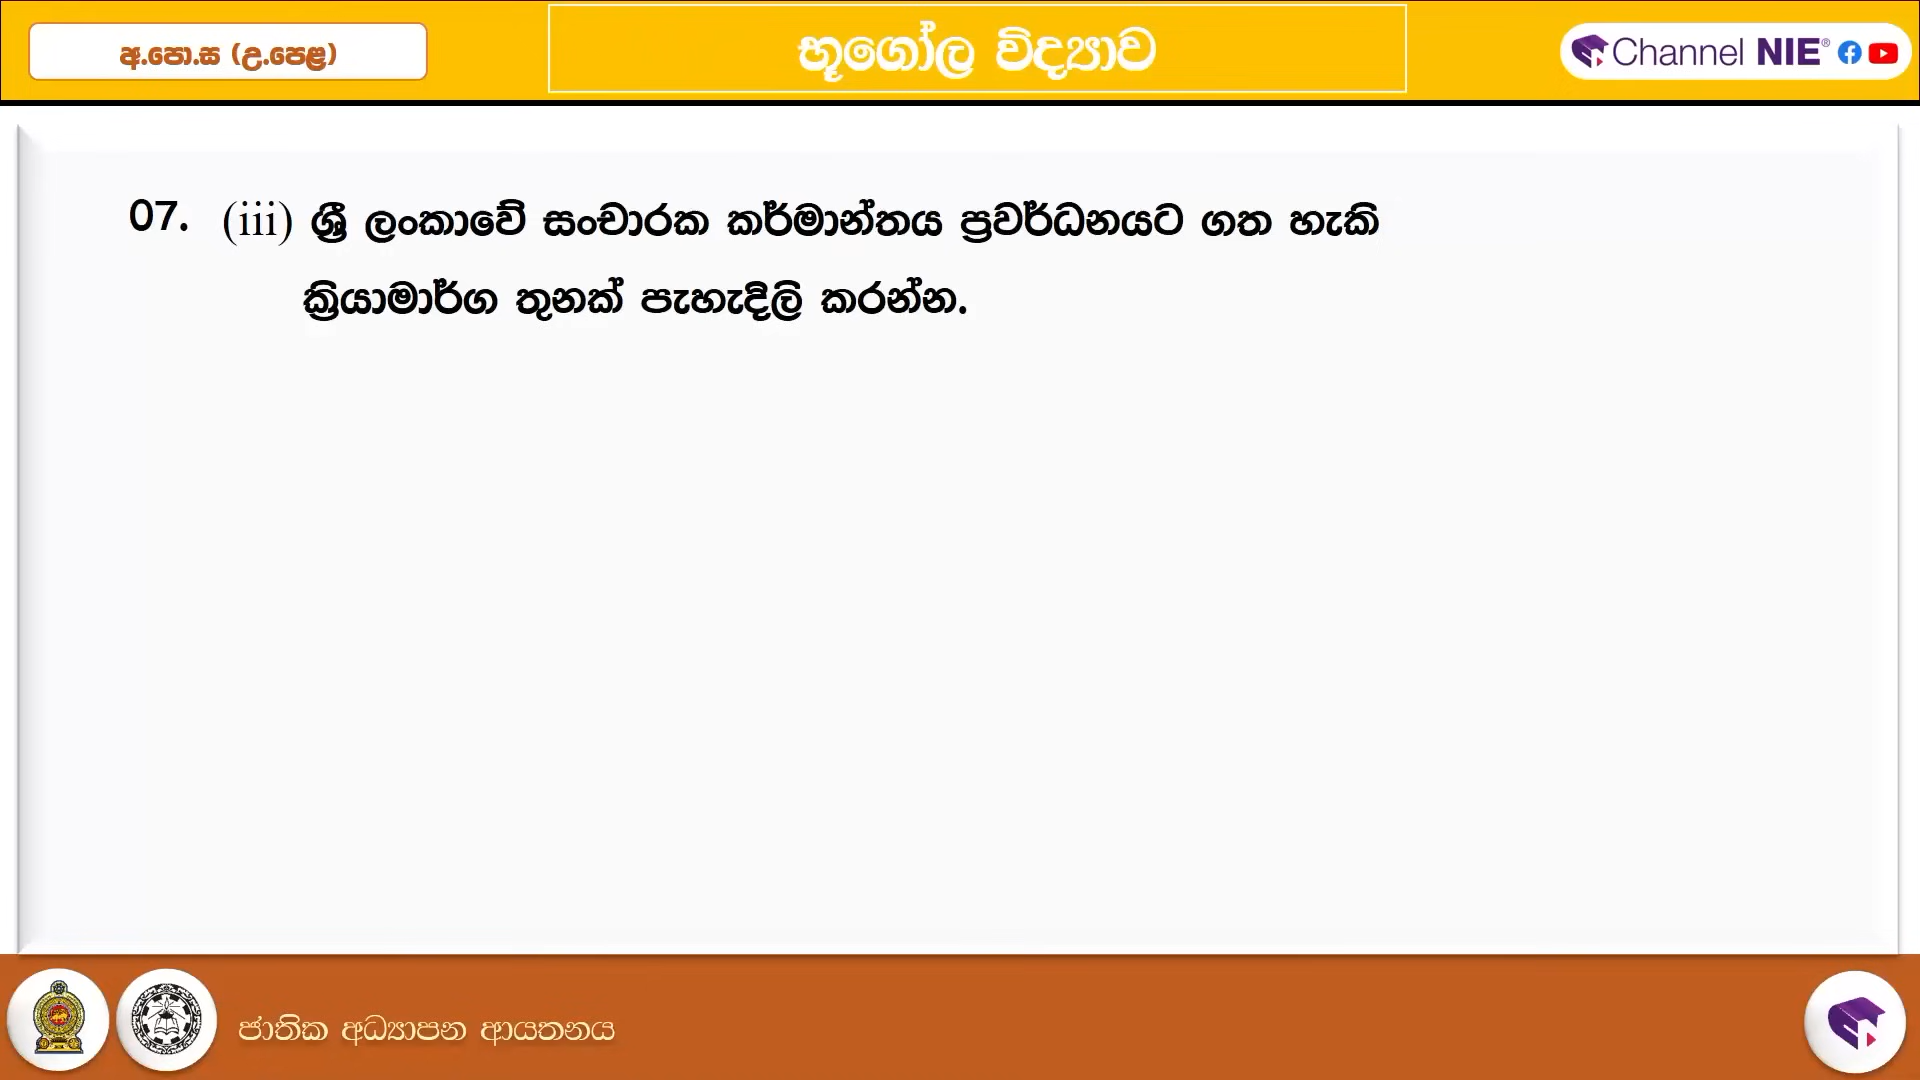 අ.පො.ස (උ.පෙළ)
භූගෝල විද්‍යාව
Channel NIE®
07. (iii) ශ්‍රී ලංකාවේ සංචාරක කර්මාන්තය ප්‍රවර්ධනයට ගත හැකි
ක්‍රියාමාර්ග තුනක් පැහැදිලි කරන්න.
ජාතික අධ්‍යාපන ආයතනය